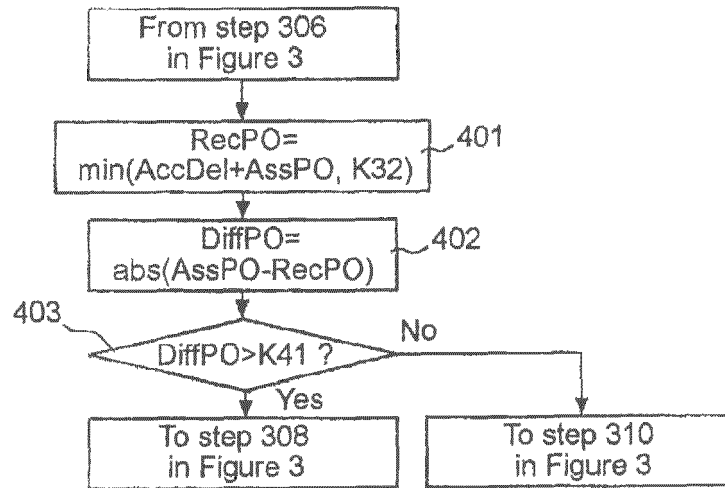 From step 306
in Figure 3
RecPO=
min(AccDel+AssPO, K32)
401
DiffPO=
abs(AssPO-RecPO)
402
403
DiffPO>K41 ?
No
Yes
To step 308
in Figure 3
To step 310
in Figure 3